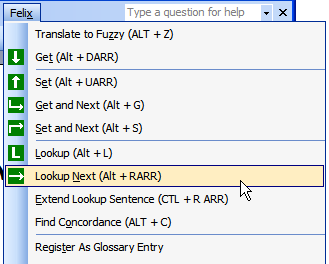 Felix
Type a question for help
Translate to Fuzzy (ALT + Z)
Get (Alt + DARR)
Set (Alt + UARR)
Get and Next (Alt + G)
Set and Next (Alt + S)
L Lookup (Alt + L)
Lookup Next (Alt + RARR)
Extend Lookup Sentence (CTL + R ARR)
Find Concordance (ALT + C)
Register As Glossary Entry